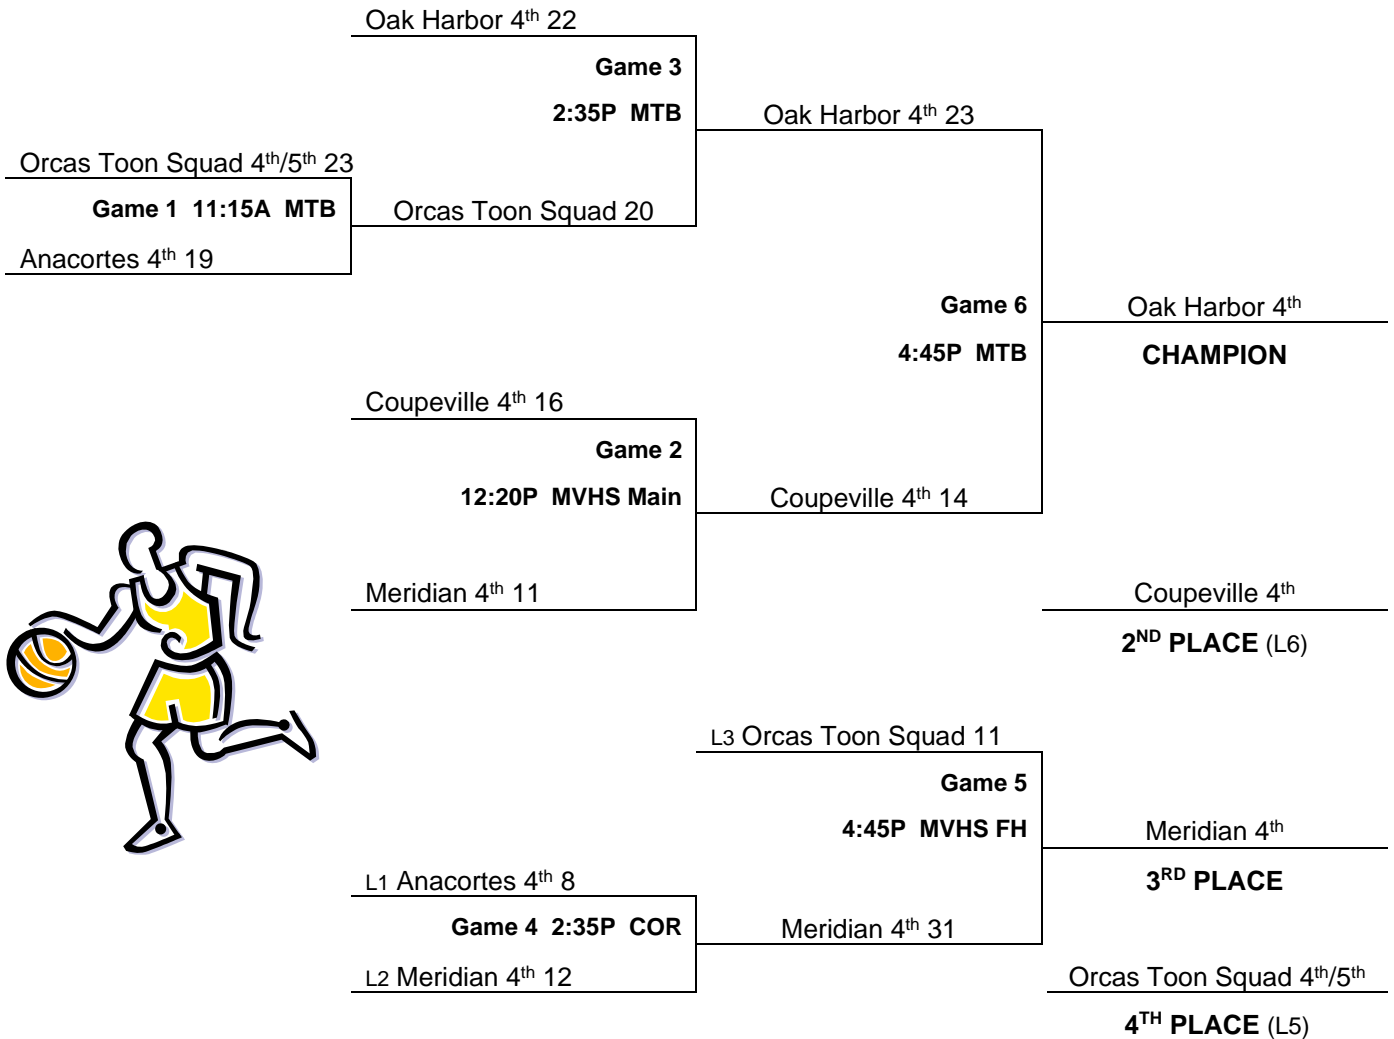 Oak Harbor 4th 22
Game 3
2:35P MTB
Oak Harbor 4th 23
Orcas Toon Squad 4th/5th 23
Game 1 11:15A MTB
Orcas Toon Squad 20
Anacortes 4th 19
Game 6
4:45P MTB
Oak Harbor 4th
CHAMPION
Coupeville 4th 16
Game 2
12:20P MVHS Main
Coupeville 4th 14
Meridian 4th 11
Coupeville 4th
2ND PLACE (L6)
L3 Orcas Toon Squad 11
Game 5
4:45P MVHS FH
Meridian 4th
3RD PLACE
L1 Anacortes 4th 8
Game 4 2:35P COR
Meridian 4th 31
L2 Meridian 4th 12
Orcas Toon Squad 4th/5th
4TH PLACE (L5)